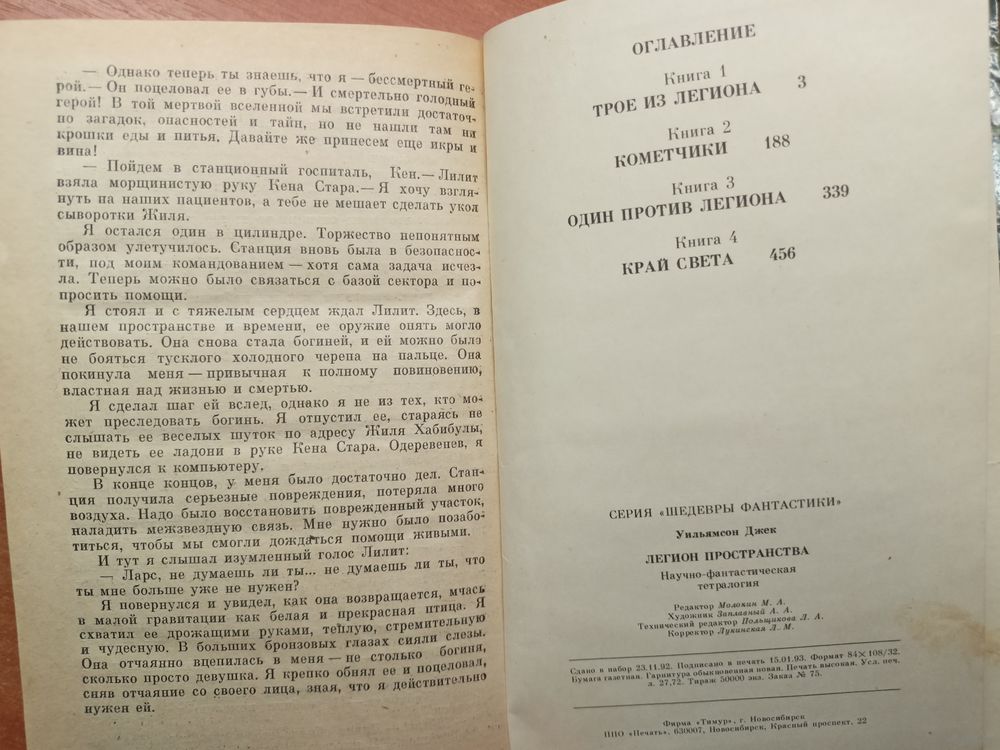 — Однако теперь ты знаешь, что я — бессмертный ге-
рой.— Он поцеловал ее в губы.— И смертельно голодный
герой! В той мертвой вселенной мы встретили достаточ-
но загадок, опасностей и тайн, но не нашли там ни
крошки еды и питья. Давайте же принесем еще икры и
вина!
— Пойдем в станционный госпиталь, Кен.— Лилит
взяла морщинистую руку Кена Стара.— Я хочу взгля-
нуть на наших пациентов, а тебе не мешает сделать укол
сыворотки Жиля.
Я остался один в цилиндре. Торжество непонятным
образом улетучилось. Станция вновь была в безопаснос-
ти, под моим командованием — хотя сама задача исчез-
ла. Теперь можно было связаться с базой сектора и по-
просить помощи.
Я стоял и с тяжелым сердцем ждал Лилит. Здесь, в
нашем пространстве и времени, ее оружие опять могло
действовать. Она снова стала богиней, и ей можно было
не бояться тусклого холодного черепа на пальце. Она
покинула меня — привычная к полному повиновению,
властная над жизнью и смертью.
Я сделал шаг ей вслед, однако я не из тех, кто мо-
жет преследовать богинь. Я отпустил ее, стараясь не
слышать ее веселых шуток по адресу Жиля Хабибулы,
не видеть ее ладони в руке Кена Стара. Одеревенев, я
повернулся к компьютеру.
В конце концов, у меня было достаточно дел. Стан-
ция получила серьезные повреждения, потеряла много
воздуха. Надо было восстановить поврежденный участок,
наладить межзвездную связь. Мне нужно было позабо-
титься, чтобы мы смогли дождаться помощи живыми.
И тут я слышал изумленный голос Лилит:
— Ларс, не думаешь ли ты... не думаешь ли ты, что
ты мне больше уже не нужен?
Я повернулся и увидел, как она возвращается, мчась
в малой гравитации как белая и прекрасная птица. Я
схватил ее дрожащими руками, теплую, стремительную
и чудесную. В больших бронзовых глазах сияли слезы.
Она отчаянно вцепилась в меня — не столько богиня,
сколько просто девушка. Я крепко обнял ее и поцеловал,
сняв отчаяние со своего лица, зная, что я действительно
нужен ей.
ОГЛАВЛЕНИЕ
Книга 1
ТРОЕ ИЗ ЛЕГИОНА 3
Книга 2
КОМЕТЧИКИ 188
Книга 3
ОДИН ПРОТИВ ЛЕГИОНА 339
Книга 4
КРАЙ СВЕТА 456
СЕРИЯ «ШЕДЕВРЫ ФАНТАСТИКИ»
Уильямсон Джек
ЛЕГИОН ПРОСТРАНСТВА
Научно-фантастическая
тетралогия
Редактор Молокин М. А.
Художник Заплавный А. А.
Технический редактор Польщикова Л. А.
Корректор Лукинская Л. М.
Сдано в набор 23.11.92. Подписано в печать 15.01.93. Формат 84×108/32.
Бумага газетная. Гарнитура обыкновенная новая. Печать высокая. Усл. печ.
л. 27,72. Тираж 50000 экз. Заказ № 75.
Фирма «Тимур», г. Новосибирск
НПО «Печать», 630007, Новосибирск, Красный проспект, 22